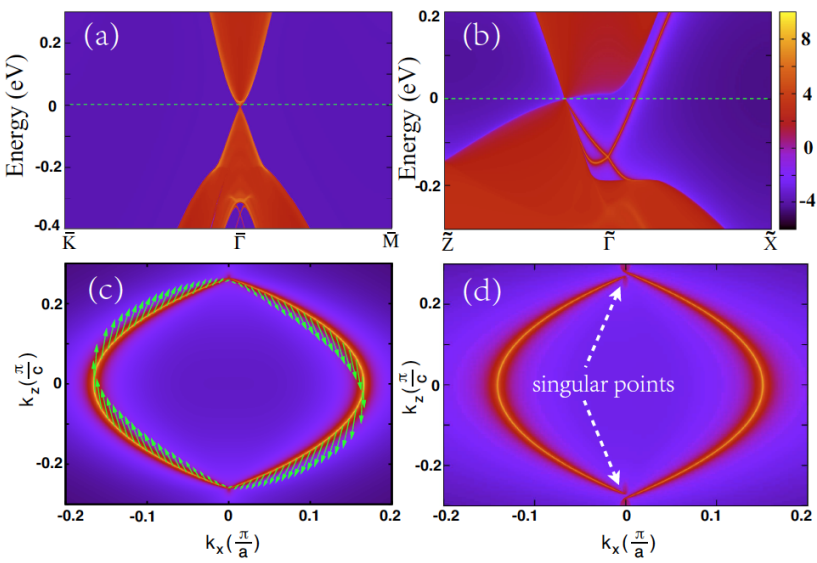 (a)
Energy (eV)
0.3
0
-0.2
-0.4
K̄
Γ̄
M̄
(b)
Energy (eV)
0.2
0
-0.2
Z̃
Γ̃
X̃
8
4
0
-4
(c)
k_z(π/c)
0.2
0
-0.2
-0.2
-0.1
0
0.1
0.2
k_x(π/a)
(d)
singular points
k_z(π/c)
0.2
0
-0.2
-0.2
-0.1
0
0.1
0.2
k_x(π/a)